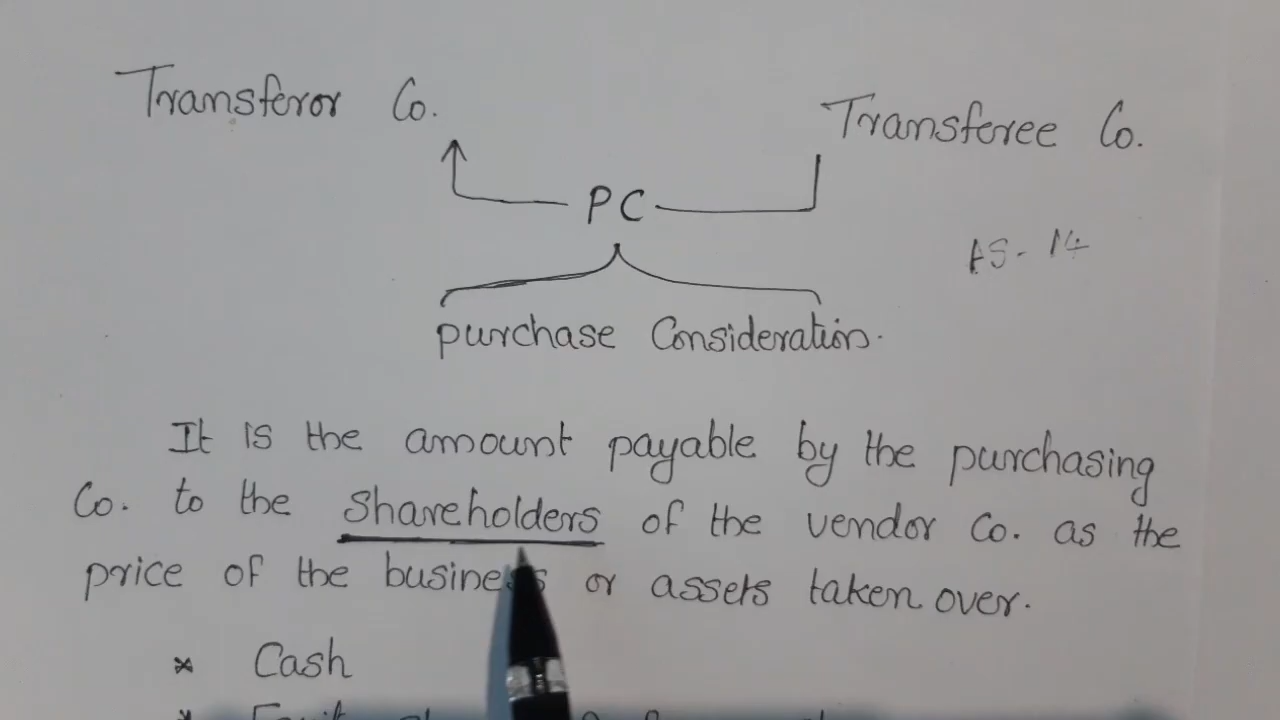 Transferor Co.
Transferee Co.
PC
AS-14
purchase Consideration.
It is the amount payable by the purchasing
Co. to the Shareholders of the vendor Co. as the
price of the business or assets taken over.
* Cash
*